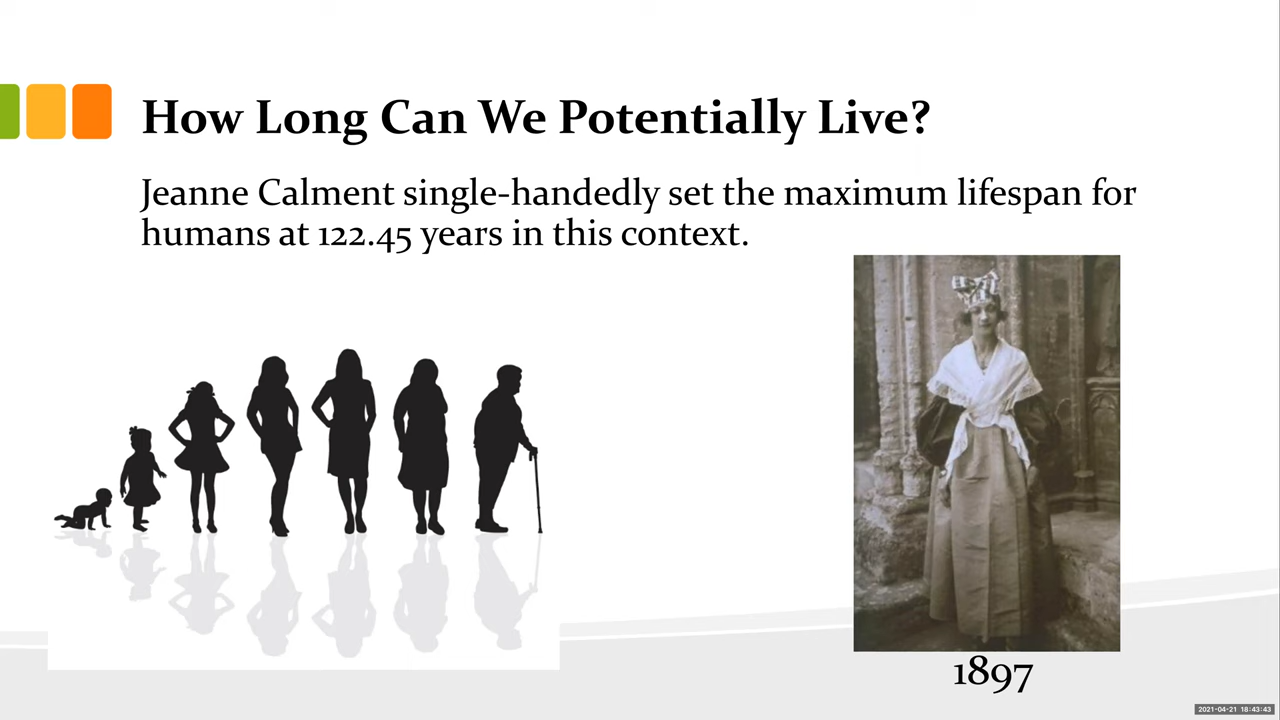 How Long Can We Potentially Live?
Jeanne Calment single-handedly set the maximum lifespan for
humans at 122.45 years in this context.
1897
2021-04-21 18:43:43